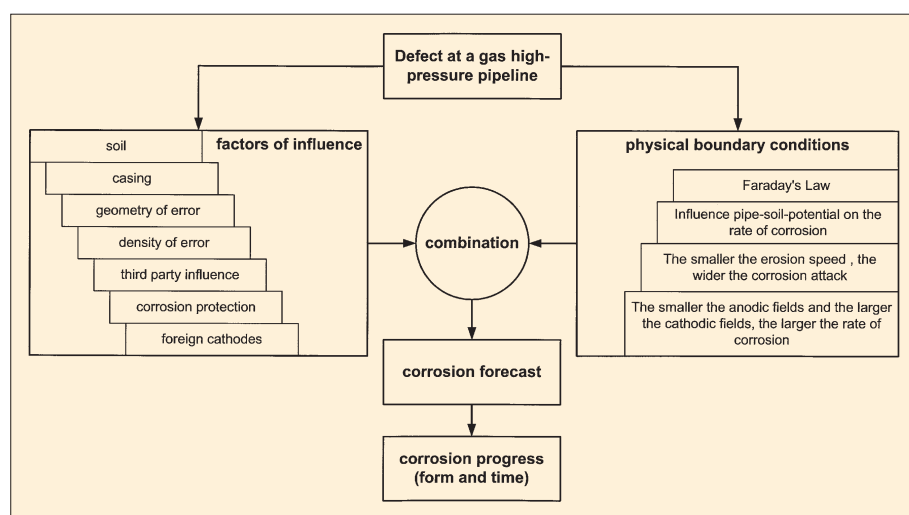 Defect at a gas high-
pressure pipeline
soil
factors of influence
casing
geometry of error
density of error
third party influence
corrosion protection
foreign cathodes
combination
physical boundary conditions
Faraday's Law
Influence pipe-soil-potential on the
rate of corrosion
The smaller the erosion speed , the
wider the corrosion attack
The smaller the anodic fields and the larger
the cathodic fields, the larger the rate of
corrosion
corrosion forecast
corrosion progress
(form and time)